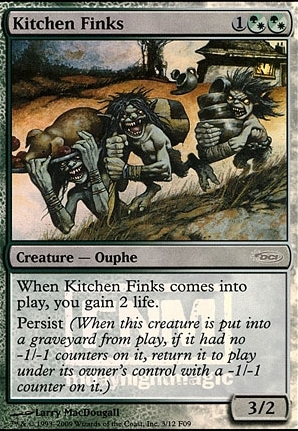 Kitchen Finks 1
DCI
Creature — Ouphe
When Kitchen Finks comes into
play, you gain 2 life.
Persist (When this creature is put into
a graveyard from play, if it had no
-1/-1 counters on it, return it to play
under its owner's control with a -1/-1
counter on it.)
FNM
fridaynightmagic
Larry MacDougall
3/2
™ & © 1993–2009 Wizards of the Coast, Inc. 3/12 F09